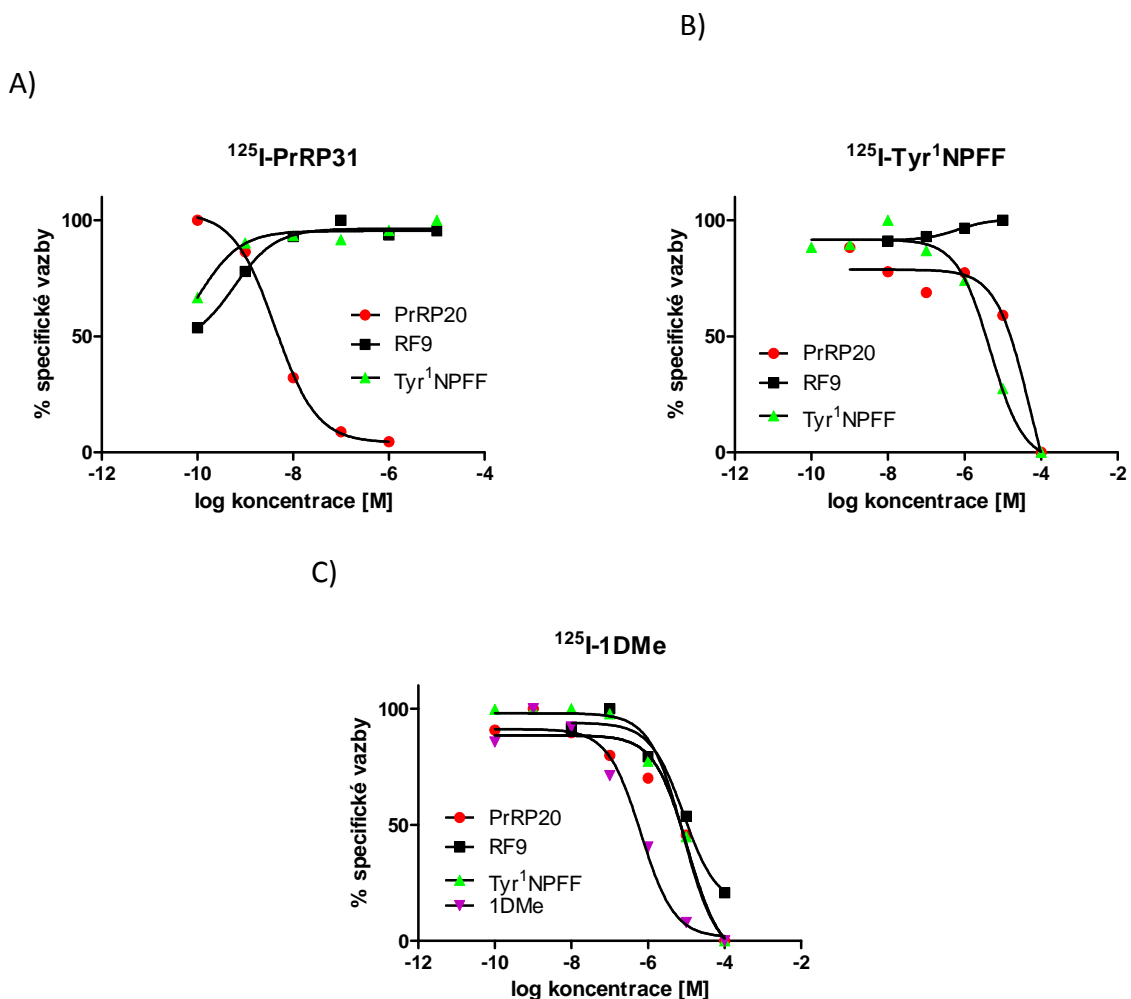 B)
A)
¹²⁵I-PrRP31
% specifické vazby
100
50
0
PrRP20
RF9
Tyr¹NPFF
-12 -10 -8 -6 -4
log koncentrace [M]
¹²⁵I-Tyr¹NPFF
% specifické vazby
100
50
0
PrRP20
RF9
Tyr¹NPFF
-12 -10 -8 -6 -4 -2
log koncentrace [M]
C)
¹²⁵I-1DMe
% specifické vazby
100
50
0
PrRP20
RF9
Tyr¹NPFF
1DMe
-12 -10 -8 -6 -4 -2
log koncentrace [M]